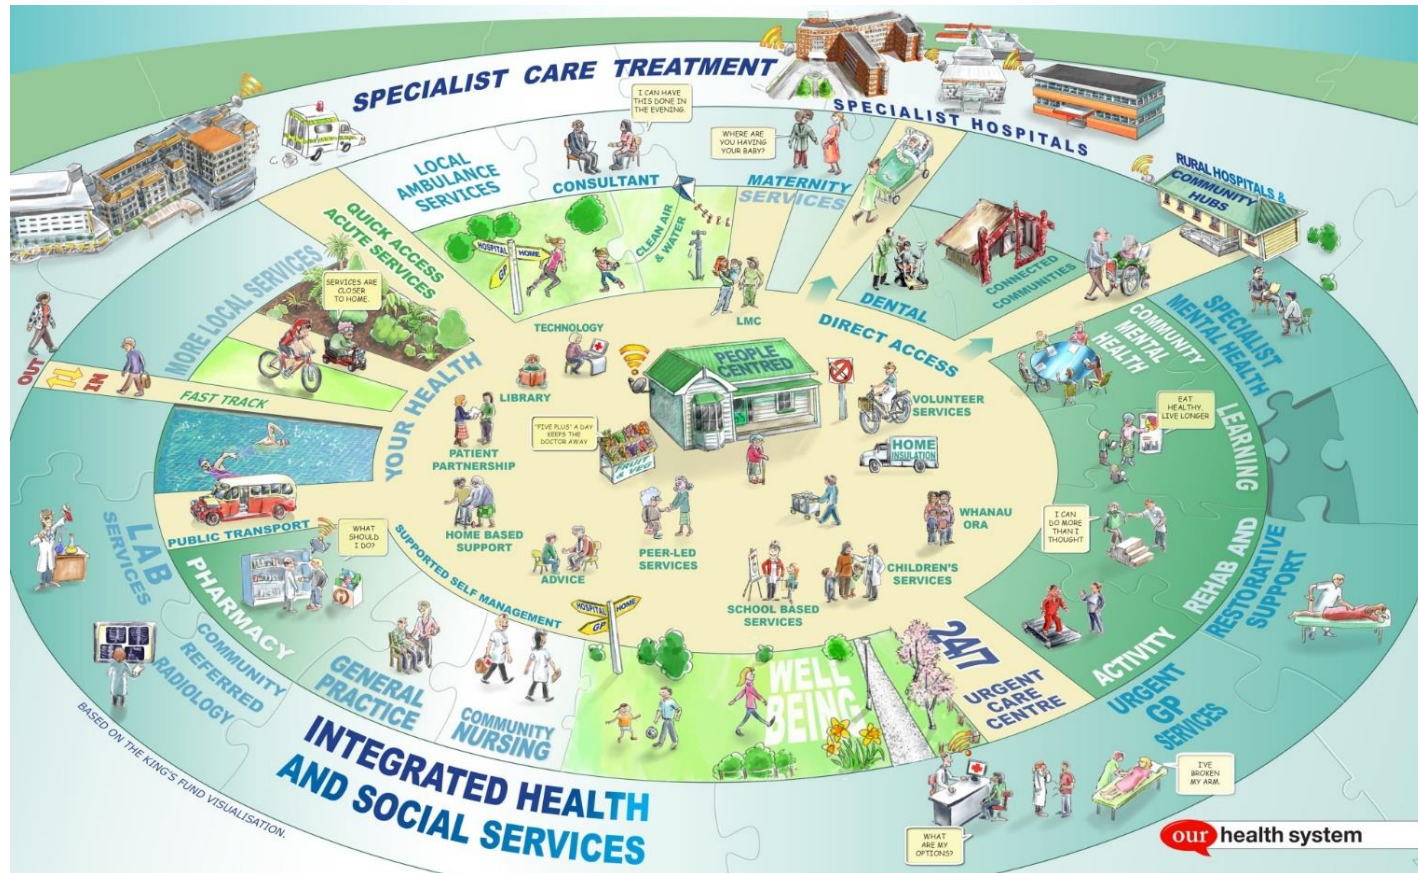 SPECIALIST CARE TREATMENT
SPECIALIST HOSPITALS
RURAL HOSPITALS &
COMMUNITY
HUBS
I CAN HAVE
THIS DONE IN
THE EVENING.
WHERE ARE
YOU HAVING
YOUR BABY?
LOCAL
AMBULANCE
SERVICES
CONSULTANT
MATERNITY
SERVICES
QUICK ACCESS
ACUTE SERVICES
HOSPITAL
HOME
GP
CLEAN AIR
& WATER
MORE LOCAL SERVICES
SERVICES ARE
CLOSER
TO HOME.
DENTAL
CONNECTED
COMMUNITIES
SPECIALIST
MENTAL HEALTH
COMMUNITY
MENTAL
HEALTH
OUT
IN
FAST TRACK
YOUR HEALTH
TECHNOLOGY
LMC
DIRECT ACCESS
LIBRARY
PEOPLE
CENTRED
VOLUNTEER
SERVICES
EAT
HEALTHY,
LIVE LONGER
LEARNING
PATIENT
PARTNERSHIP
"FIVE PLUS" A DAY
KEEPS THE
DOCTOR AWAY
FRUIT
& VEG
HOME
INSULATION
PUBLIC TRANSPORT
WHAT
SHOULD
I DO?
HOME BASED
SUPPORT
SUPPORTED SELF MANAGEMENT
ADVICE
PEER-LED
SERVICES
WHANAU
ORA
I CAN
DO MORE
THAN I
THOUGHT
CHILDREN'S
SERVICES
SCHOOL BASED
SERVICES
REHAB AND
RESTORATIVE
SUPPORT
LAB
SERVICES
PHARMACY
HOSPITAL
HOME
GP
COMMUNITY
REFERRED
RADIOLOGY
GENERAL
PRACTICE
COMMUNITY
NURSING
WELL
BEING
24/7
URGENT
CARE
CENTRE
ACTIVITY
URGENT
GP
SERVICES
INTEGRATED HEALTH
AND SOCIAL SERVICES
I'VE
BROKEN
MY ARM.
WHAT
ARE MY
OPTIONS?
BASED ON THE KING'S FUND VISUALISATION.
our health system